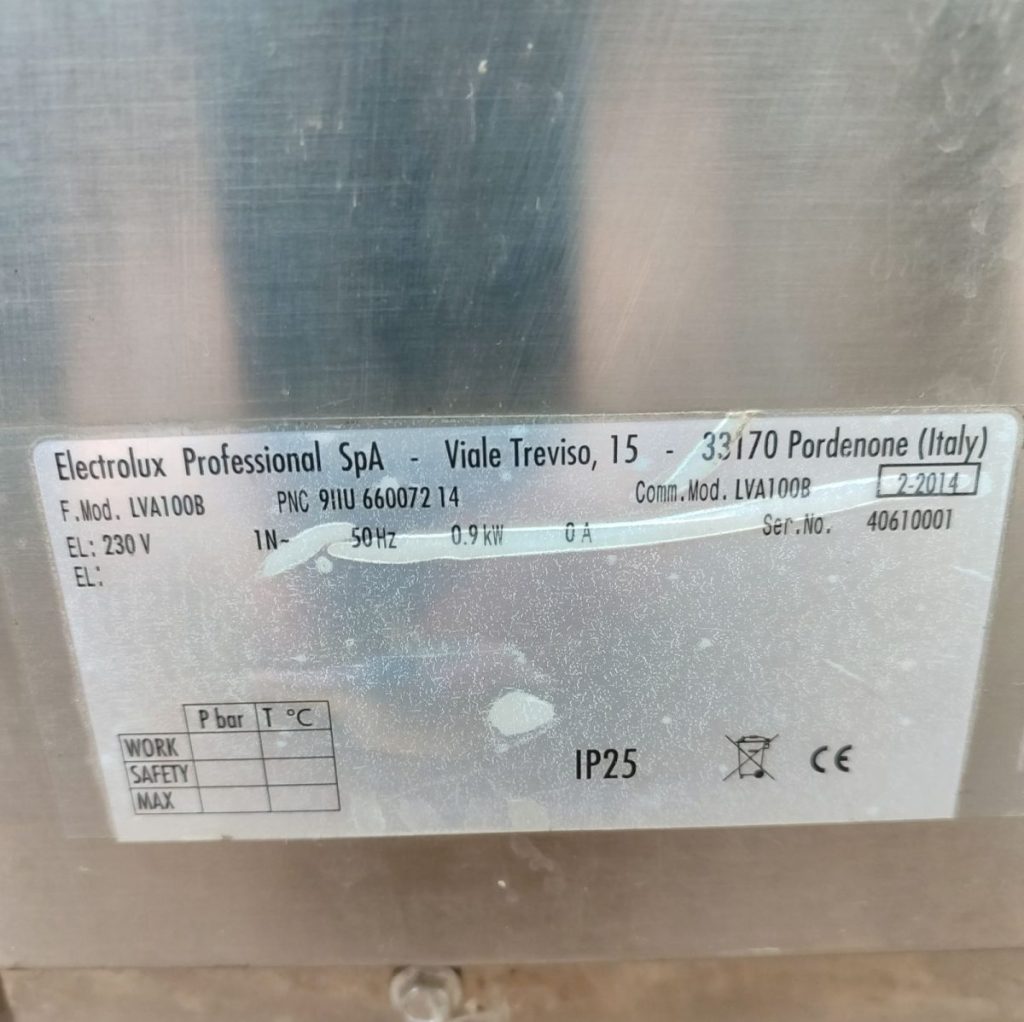 Electrolux Professional SpA - Viale Treviso, 15 - 33170 Pordenone (Italy)
F.Mod. LVA100B PNC 9IIU 660072 14 Comm.Mod. LVA100B 2-2014
EL: 230 V 1N~ 50Hz 0.9 kW 0 A Ser.No. 40610001
EL:
P bar T °C
WORK
SAFETY
MAX
IP25
CE